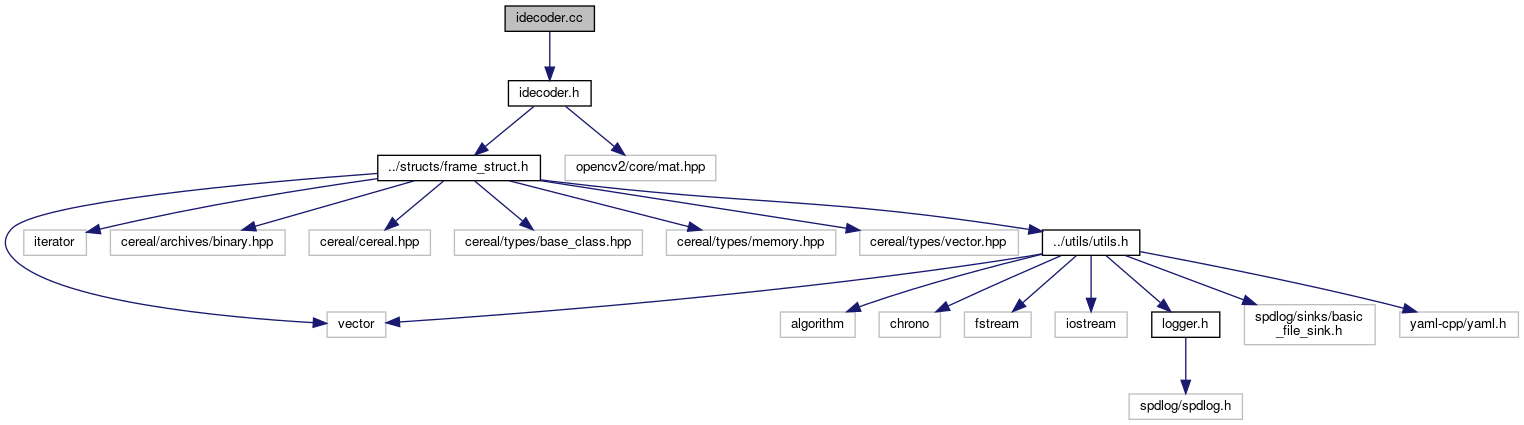 idecoder.cc
idecoder.h
../structs/frame_struct.h
opencv2/core/mat.hpp
iterator
cereal/archives/binary.hpp
cereal/cereal.hpp
cereal/types/base_class.hpp
cereal/types/memory.hpp
cereal/types/vector.hpp
../utils/utils.h
vector
algorithm
chrono
fstream
iostream
logger.h
spdlog/sinks/basic
_file_sink.h
yaml-cpp/yaml.h
spdlog/spdlog.h